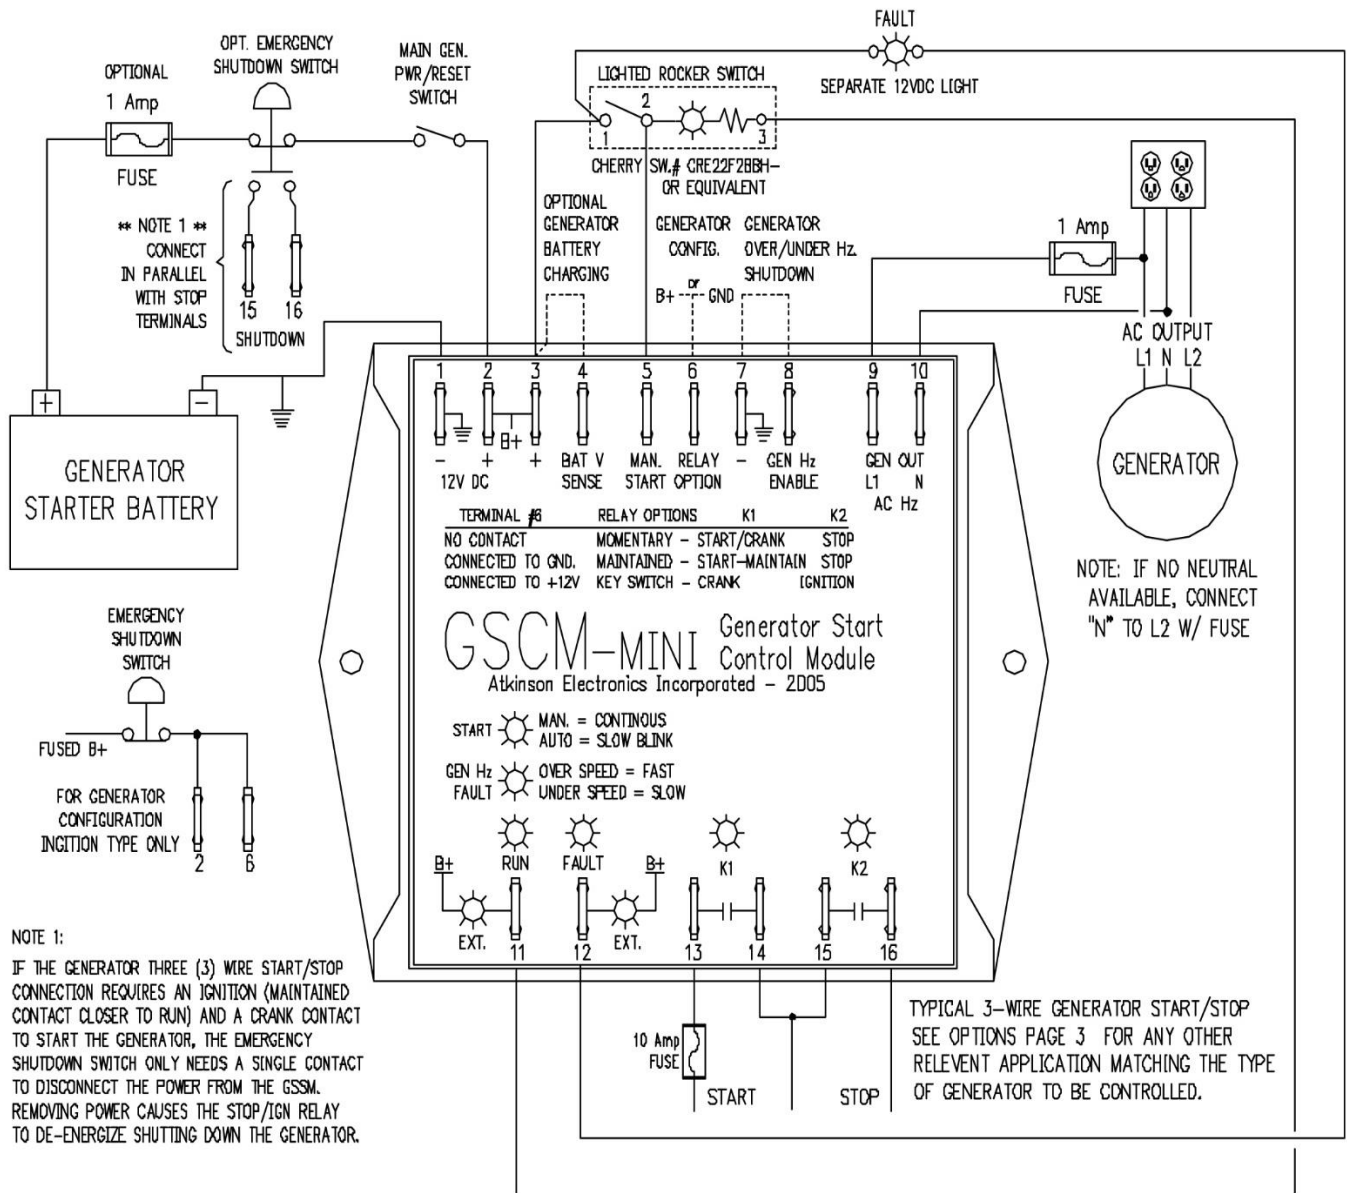 OPTIONAL
1 Amp
FUSE
OPT. EMERGENCY
SHUTDOWN SWITCH
MAIN GEN.
PWR/RESET
SWITCH
FAULT
SEPARATE 12VDC LIGHT
LIGHTED ROCKER SWITCH
1
2
3
CHERRY SW.# CRE22F2BBH-
OR EQUIVALENT
** NOTE 1 **
CONNECT
IN PARALLEL
WITH STOP
TERMINALS
15
16
SHUTDOWN
OPTIONAL
GENERATOR
BATTERY
CHARGING
GENERATOR
CONFIG.
B+
or
GND
GENERATOR
OVER/UNDER Hz.
SHUTDOWN
1 Amp
FUSE
AC OUTPUT
L1 N L2
GENERATOR
NOTE: IF NO NEUTRAL
AVAILABLE, CONNECT
"N" TO L2 W/ FUSE
+
-
GENERATOR
STARTER BATTERY
1 2 3 4 5 6 7 8 9 10
B+
- + + BAT V MAN. RELAY - GEN Hz GEN OUT
12V DC SENSE START OPTION ENABLE L1 N
AC Hz
TERMINAL #6 RELAY OPTIONS K1 K2
NO CONTACT MOMENTARY - START/CRANK STOP
CONNECTED TO GND. MAINTAINED - START-MAINTAIN STOP
CONNECTED TO +12V KEY SWITCH - CRANK IGNITION
GSCM-MINI
Generator Start
Control Module
Atkinson Electronics Incorporated - 2005
START
MAN. = CONTINOUS
AUTO = SLOW BLINK
GEN Hz
FAULT
OVER SPEED = FAST
UNDER SPEED = SLOW
B+
RUN
FAULT
B+
K1
K2
EXT.
EXT.
11 12 13 14 15 16
EMERGENCY
SHUTDOWN
SWITCH
FUSED B+
FOR GENERATOR
CONFIGURATION
INGITION TYPE ONLY
2
6
NOTE 1:
IF THE GENERATOR THREE (3) WIRE START/STOP
CONNECTION REQUIRES AN IGNITION (MAINTAINED
CONTACT CLOSER TO RUN) AND A CRANK CONTACT
TO START THE GENERATOR, THE EMERGENCY
SHUTDOWN SWITCH ONLY NEEDS A SINGLE CONTACT
TO DISCONNECT THE POWER FROM THE GSSM.
REMOVING POWER CAUSES THE STOP/IGN RELAY
TO DE-ENERGIZE SHUTTING DOWN THE GENERATOR.
10 Amp
FUSE
START
STOP
TYPICAL 3-WIRE GENERATOR START/STOP
SEE OPTIONS PAGE 3 FOR ANY OTHER
RELEVENT APPLICATION MATCHING THE TYPE
OF GENERATOR TO BE CONTROLLED.